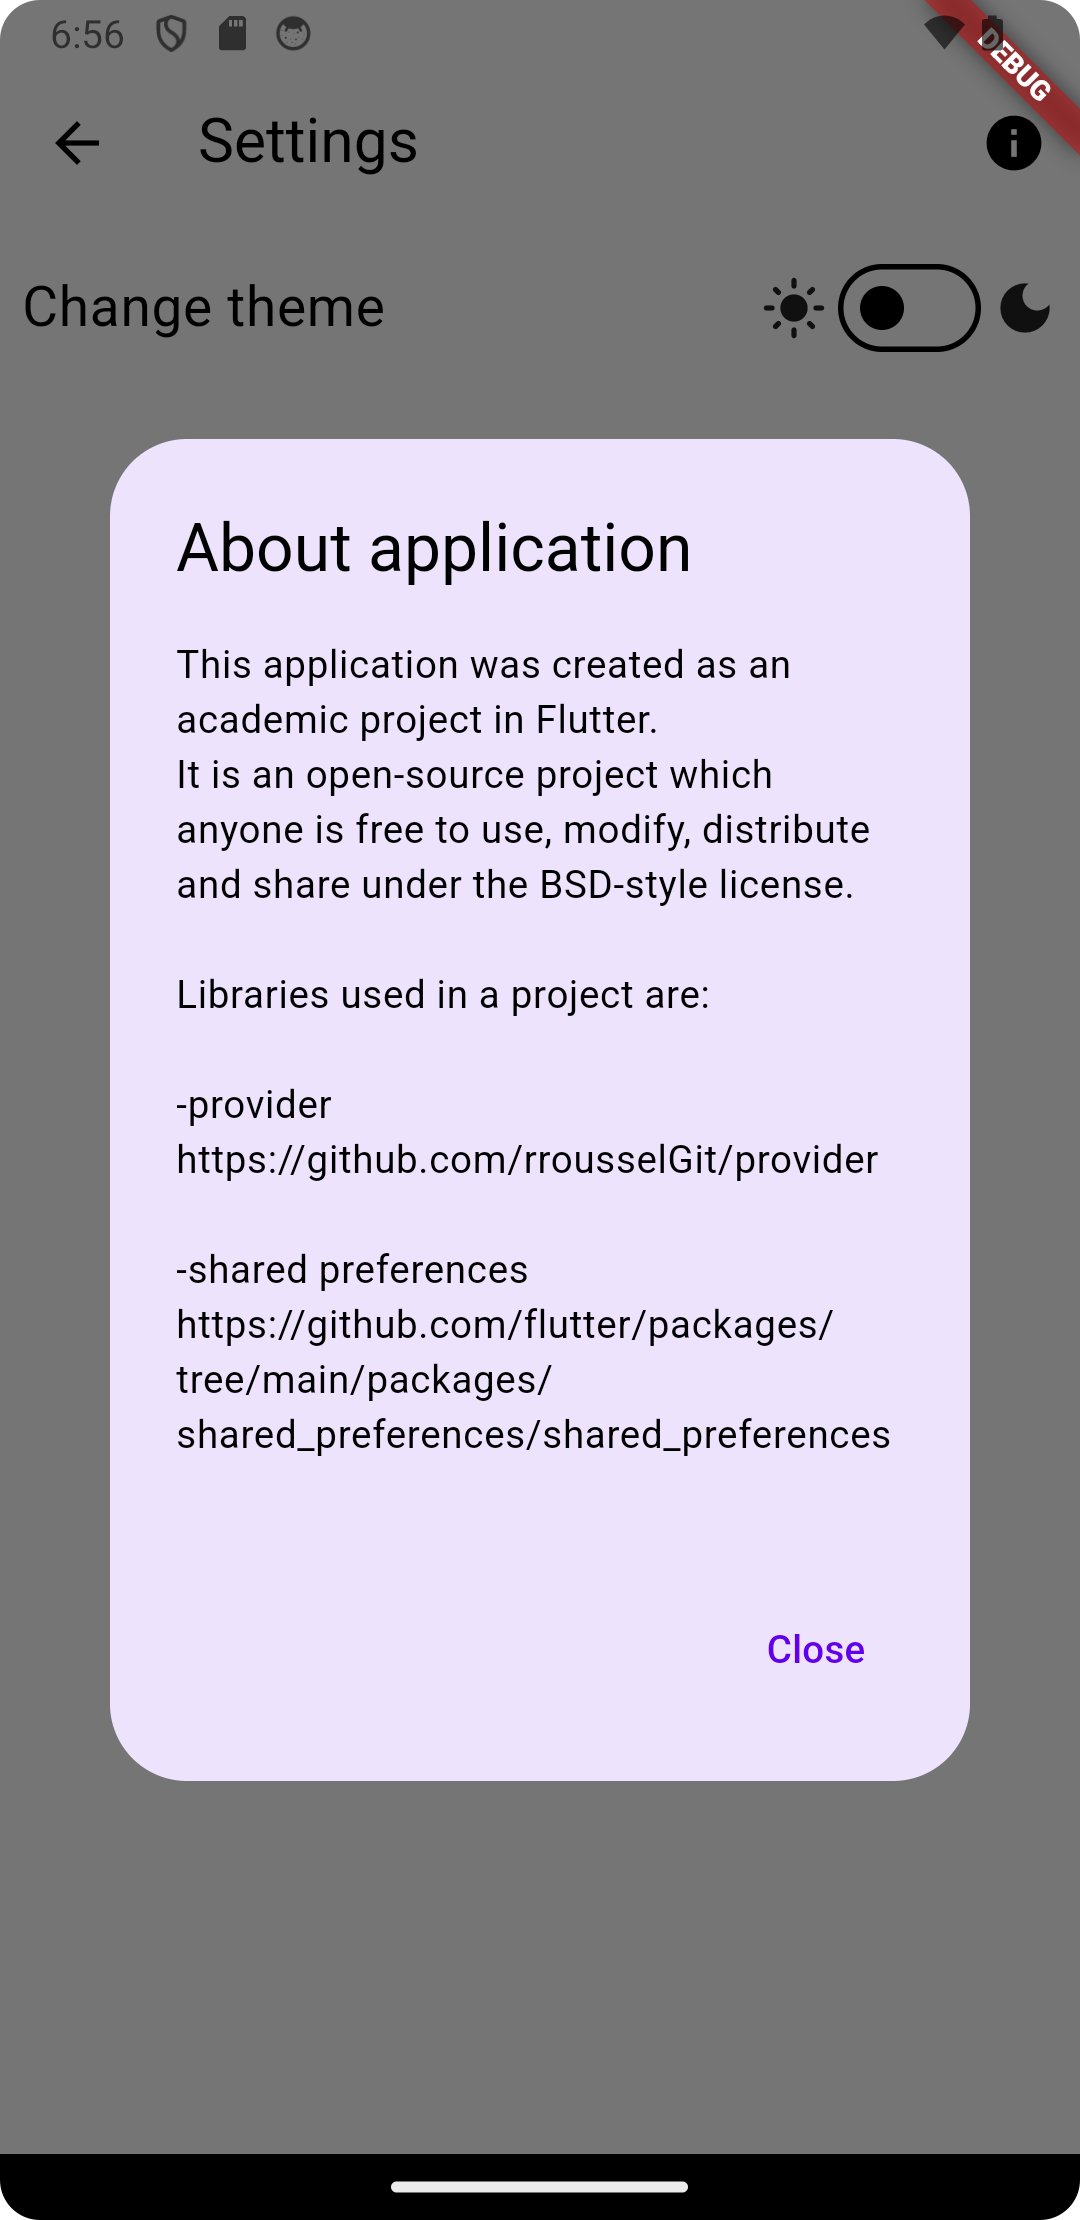 6:56
DEBUG
Settings
Change theme
About application
This application was created as an
academic project in Flutter.
It is an open-source project which
anyone is free to use, modify, distribute
and share under the BSD-style license.
Libraries used in a project are:
-provider
https://github.com/rrousselGit/provider
-shared preferences
https://github.com/flutter/packages/
tree/main/packages/
shared_preferences/shared_preferences
Close